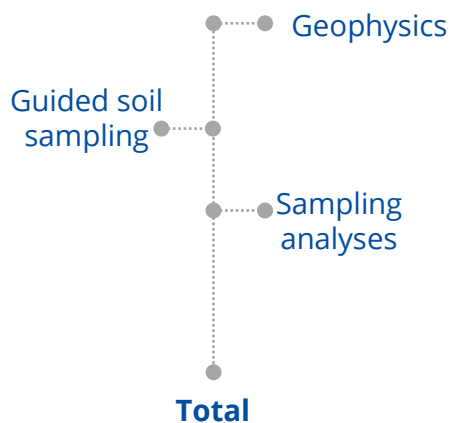 Geophysics
Guided soil
sampling
Sampling
analyses
Total